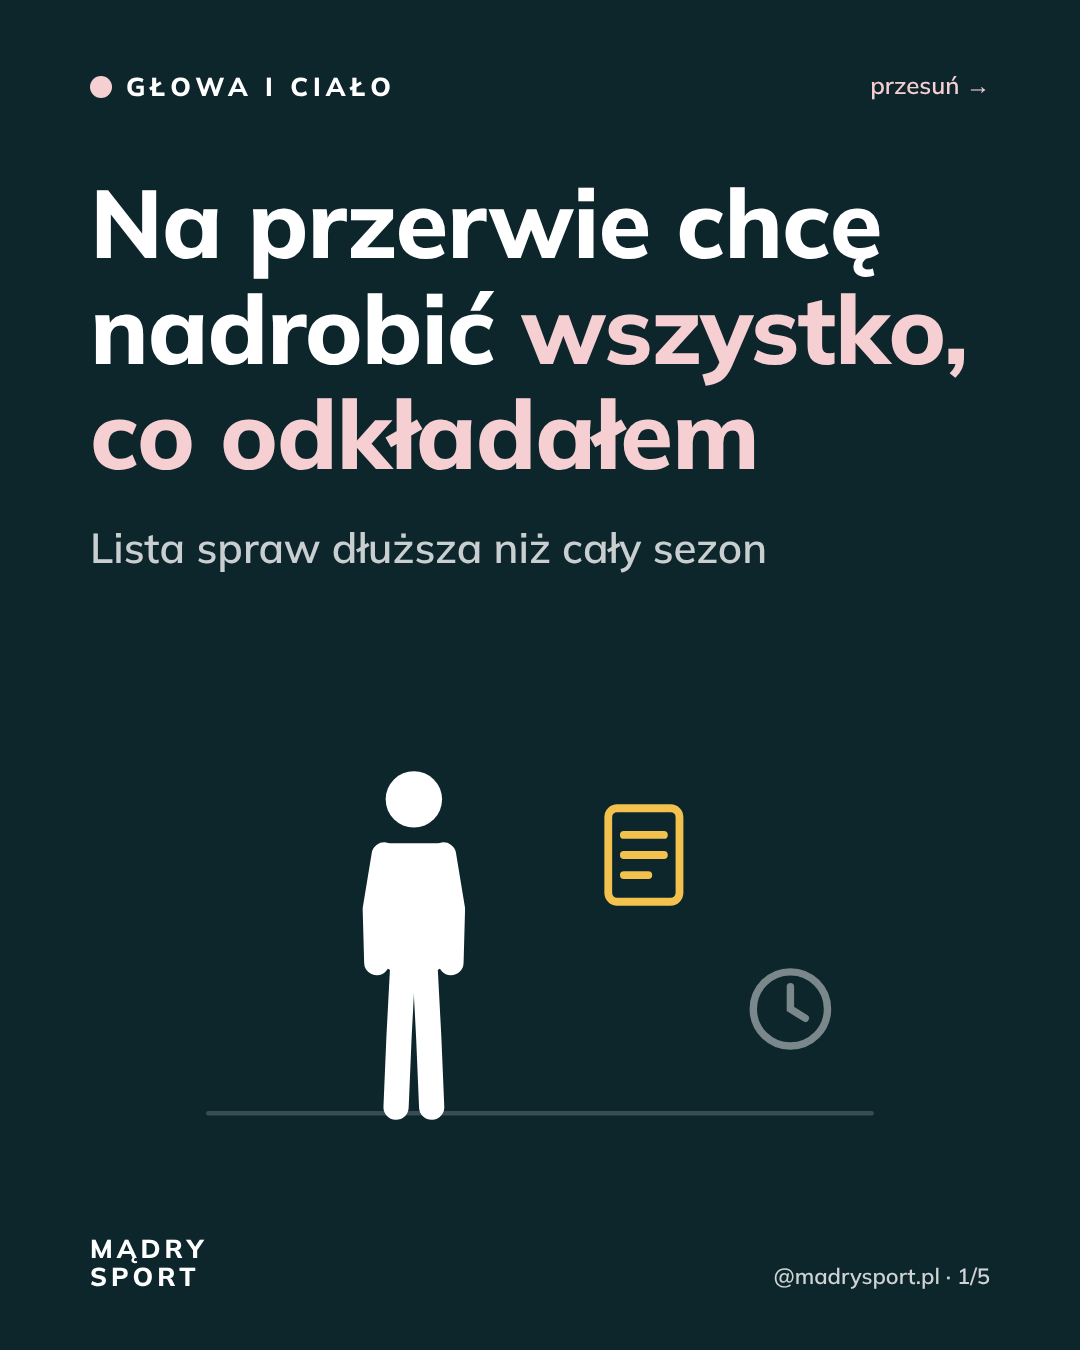 GŁOWA I CIAŁO
przesuń →
Na przerwie chcę
nadrobić wszystko,
co odkładałem
Lista spraw dłuższa niż cały sezon
MĄDRY
SPORT
@madrysport.pl · 1/5